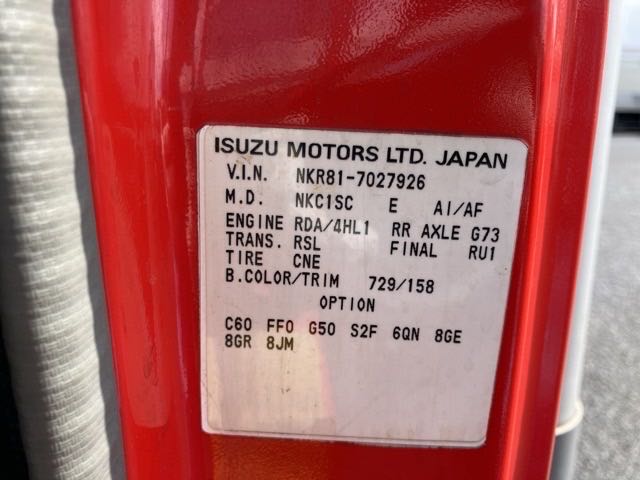 ISUZU MOTORS LTD. JAPAN
V.I.N. NKR81-7027926
M.D. NKC1SC E AI/AF
ENGINE RDA/4HL1 RR AXLE G73
TRANS. RSL FINAL RU1
TIRE CNE
B.COLOR/TRIM 729/158
OPTION
C60 FF0 G50 S2F 6QN 8GE
8GR 8JM